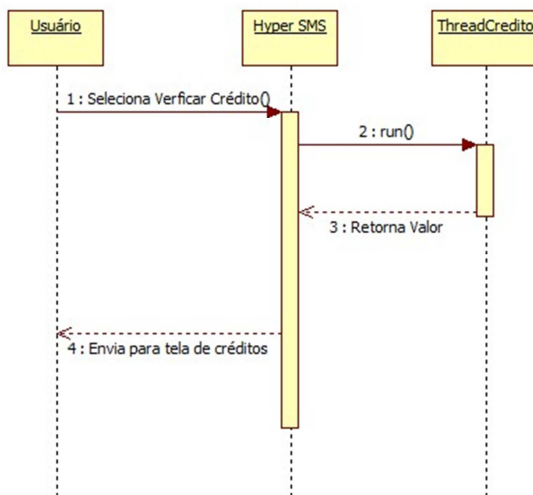 Usuário
Hyper SMS
ThreadCredito
1 : Seleciona Verficar Crédito()
2 : run()
3 : Retorna Valor
4 : Envia para tela de créditos